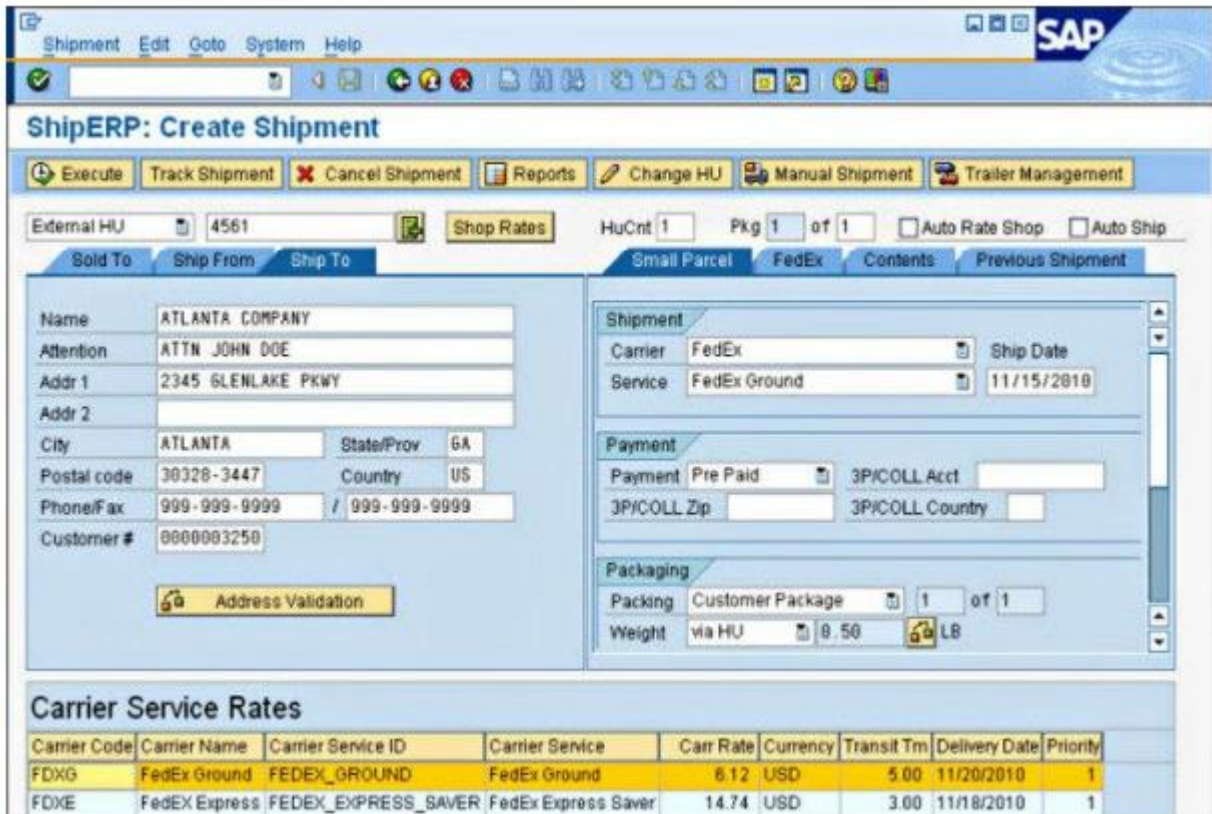 Shipment Edit Goto System Help
SAP
ShipERP: Create Shipment
Execute Track Shipment Cancel Shipment Reports Change HU Manual Shipment Trailer Management
External HU 4561 Shop Rates HuCnt 1 Pkg 1 of 1 Auto Rate Shop Auto Ship
Sold To Ship From Ship To
Name ATLANTA COMPANY
Attention ATTN JOHN DOE
Addr 1 2345 GLENLAKE PKWY
Addr 2
City ATLANTA State/Prov GA
Postal code 30328-3447 Country US
Phone/Fax 999-999-9999 / 999-999-9999
Customer # 0000003250
Address Validation
Small Parcel FedEx Contents Previous Shipment
Shipment
Carrier FedEx Ship Date
Service FedEx Ground 11/15/2010
Payment
Payment Pre Paid 3P/COLL Acct
3P/COLL Zip 3P/COLL Country
Packaging
Packing Customer Package 1 of 1
Weight via HU LB
Carrier Service Rates
Carrier Code Carrier Name Carrier Service ID Carrier Service Carr Rate Currency Transit Tm Delivery Date Priority
FDXG FedEx Ground FEDEX_GROUND FedEx Ground 6.12 USD 5.00 11/20/2010 1
FDXE FedEX Express FEDEX_EXPRESS_SAVER FedEx Express Saver 14.74 USD 3.00 11/18/2010 1